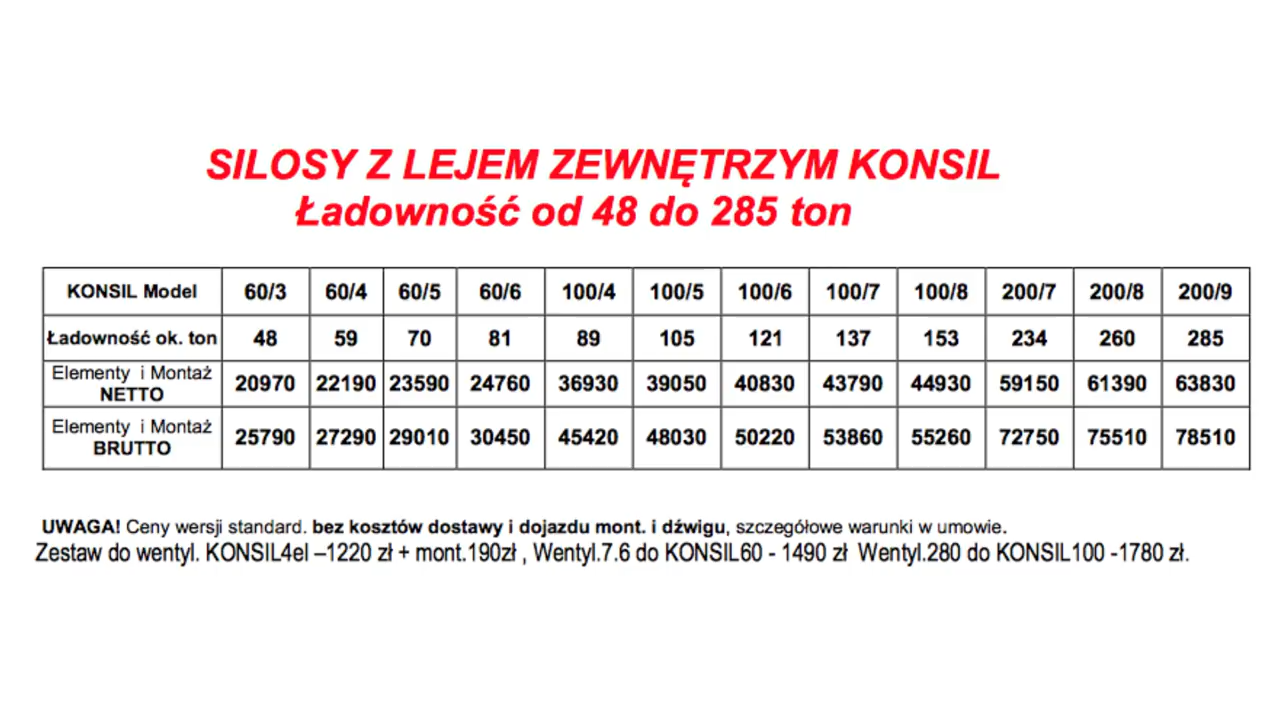 SILOSY Z LEJEM ZEWNĘTRZYM KONSIL
Ładowność od 48 do 285 ton
KONSIL Model 60/3 60/4 60/5 60/6 100/4 100/5 100/6 100/7 100/8 200/7 200/8 200/9
Ładowność ok. ton 48 59 70 81 89 105 121 137 153 234 260 285
Elementy i Montaż
NETTO 20970 22190 23590 24760 36930 39050 40830 43790 44930 59150 61390 63830
Elementy i Montaż
BRUTTO 25790 27290 29010 30450 45420 48030 50220 53860 55260 72750 75510 78510
UWAGA! Ceny wersji standard. bez kosztów dostawy i dojazdu mont. i dźwigu, szczegółowe warunki w umowie.
Zestaw do wentyl. KONSIL4el –1220 zł + mont.190zł , Wentyl.7.6 do KONSIL60 - 1490 zł Wentyl.280 do KONSIL100 -1780 zł.